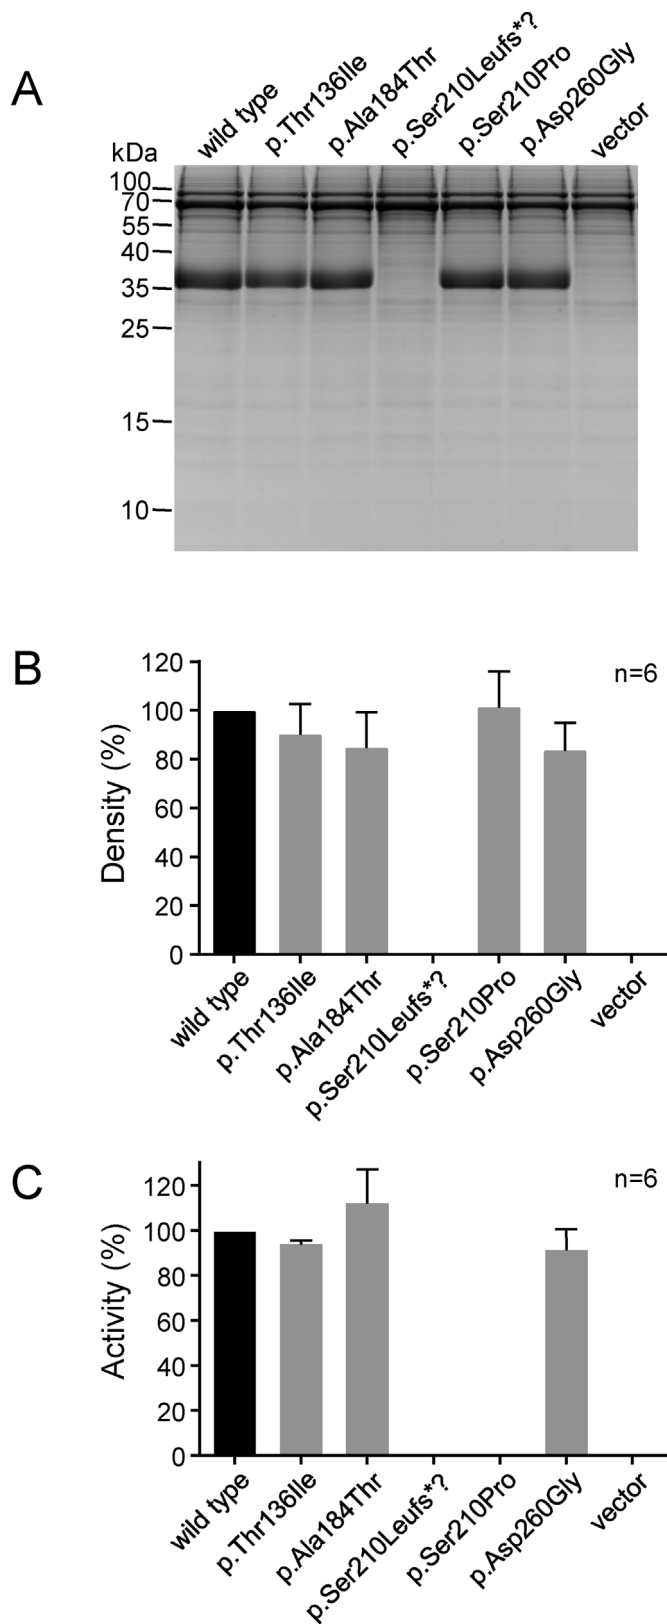 A
wild type
p.Thr136Ile
p.Ala184Thr
p.Ser210Leufs*?
p.Ser210Pro
p.Asp260Gly
vector
kDa
100
70
55
40
35
25
15
10
B
n=6
Density (%)
120
100
80
60
40
20
0
wild type
p.Thr136Ile
p.Ala184Thr
p.Ser210Leufs*?
p.Ser210Pro
p.Asp260Gly
vector
C
n=6
Activity (%)
120
100
80
60
40
20
0
wild type
p.Thr136Ile
p.Ala184Thr
p.Ser210Leufs*?
p.Ser210Pro
p.Asp260Gly
vector